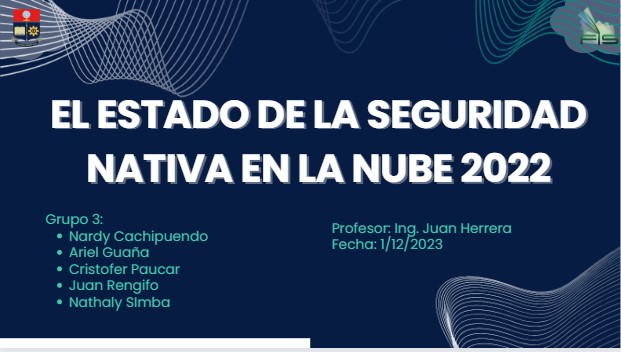 FIS
EL ESTADO DE LA SEGURIDAD
NATIVA EN LA NUBE 2022
Grupo 3:
• Nardy Cachipuendo
• Ariel Guaña
• Cristofer Paucar
• Juan Rengifo
• Nathaly SImba
Profesor: Ing. Juan Herrera
Fecha: 1/12/2023